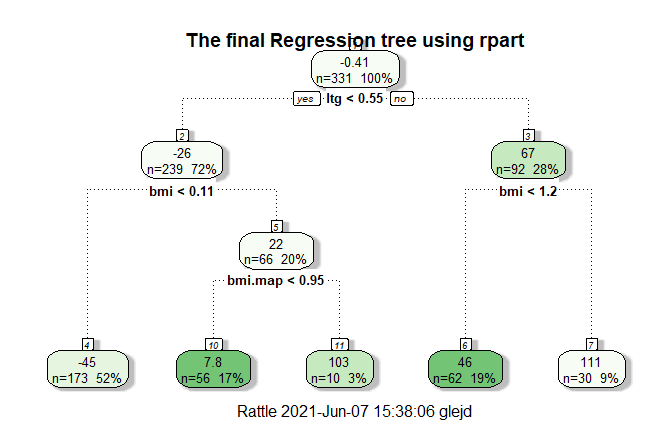 The final Regression tree using rpart
-0.41
n=331 100%
yes ltg < 0.55 no
2
3
-26
n=239 72%
67
n=92 28%
bmi < 0.11
bmi < 1.2
5
22
n=66 20%
bmi.map < 0.95
4
10
11
6
7
-45
n=173 52%
7.8
n=56 17%
103
n=10 3%
46
n=62 19%
111
n=30 9%
Rattle 2021-Jun-07 15:38:06 glejd